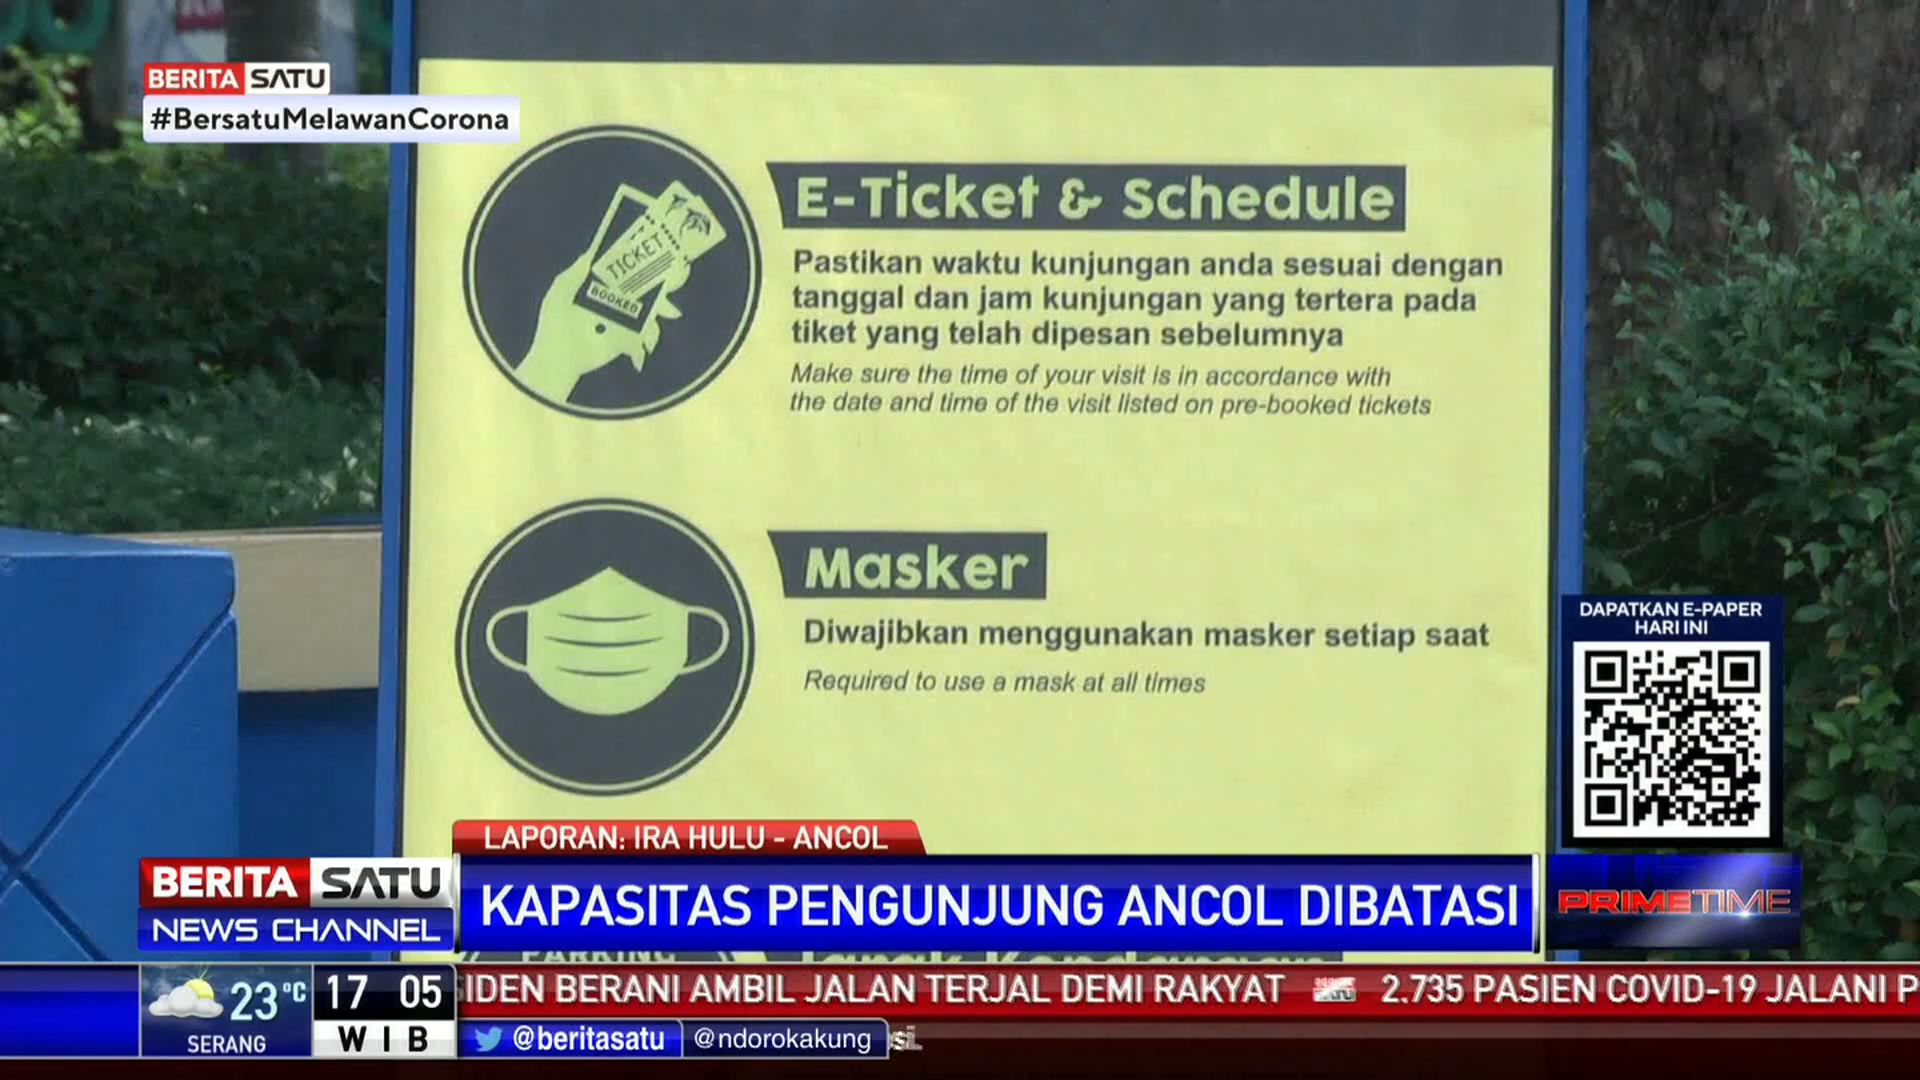 BERITA SATU
#BersatuMelawanCorona
E-Ticket & Schedule
TICKET
BOOKED
Pastikan waktu kunjungan anda sesuai dengan
tanggal dan jam kunjungan yang tertera pada
tiket yang telah dipesan sebelumnya
Make sure the time of your visit is in accordance with
the date and time of the visit listed on pre-booked tickets
Masker
Diwajibkan menggunakan masker setiap saat
Required to use a mask at all times
DAPATKAN E-PAPER
HARI INI
LAPORAN: IRA HULU - ANCOL
BERITA SATU
NEWS CHANNEL
KAPASITAS PENGUNJUNG ANCOL DIBATASI
PRIMETIME
PARKING
23°C
SERANG
17 05
WIB
SIDEN BERANI AMBIL JALAN TERJAL DEMI RAKYAT
2.735 PASIEN COVID-19 JALANI P
@beritasatu
@ndorokakung